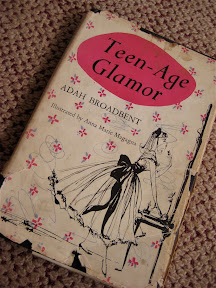 Teen-Age
Glamor
ADAH BROADBENT
Illustrated by Anna Marie Magagna